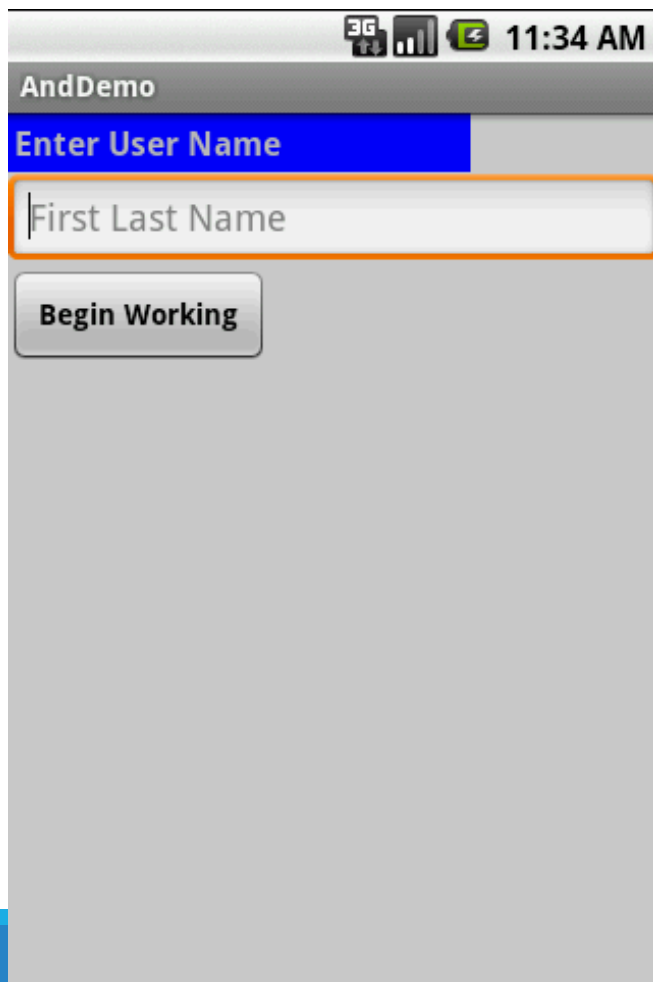 3G 11:34 AM
AndDemo
Enter User Name
First Last Name
Begin Working